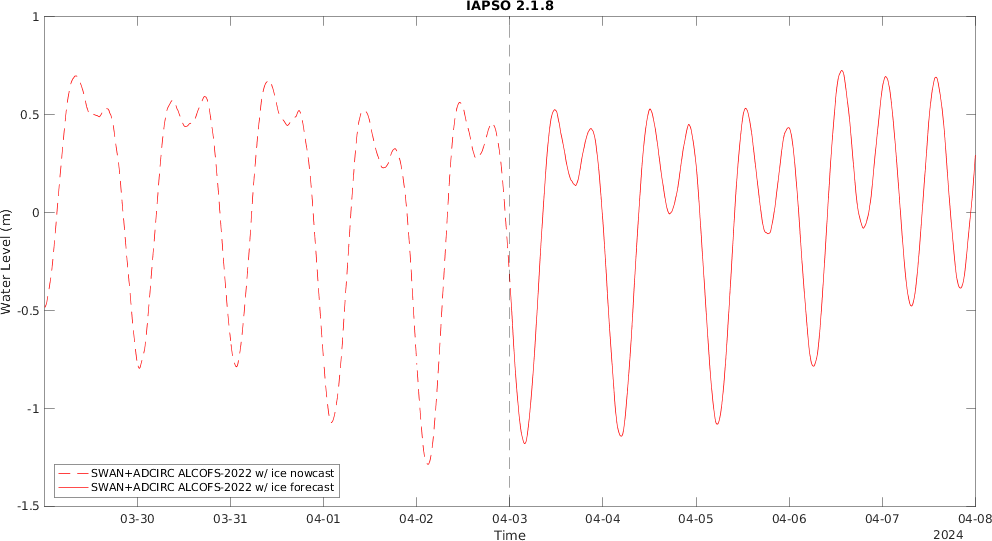 IAPSO 2.1.8
1
0.5
0
-0.5
-1
-1.5
Water Level (m)
SWAN+ADCIRC ALCOFS-2022 w/ ice nowcast
SWAN+ADCIRC ALCOFS-2022 w/ ice forecast
03-30 03-31 04-01 04-02 04-03 04-04 04-05 04-06 04-07 04-08
Time
2024